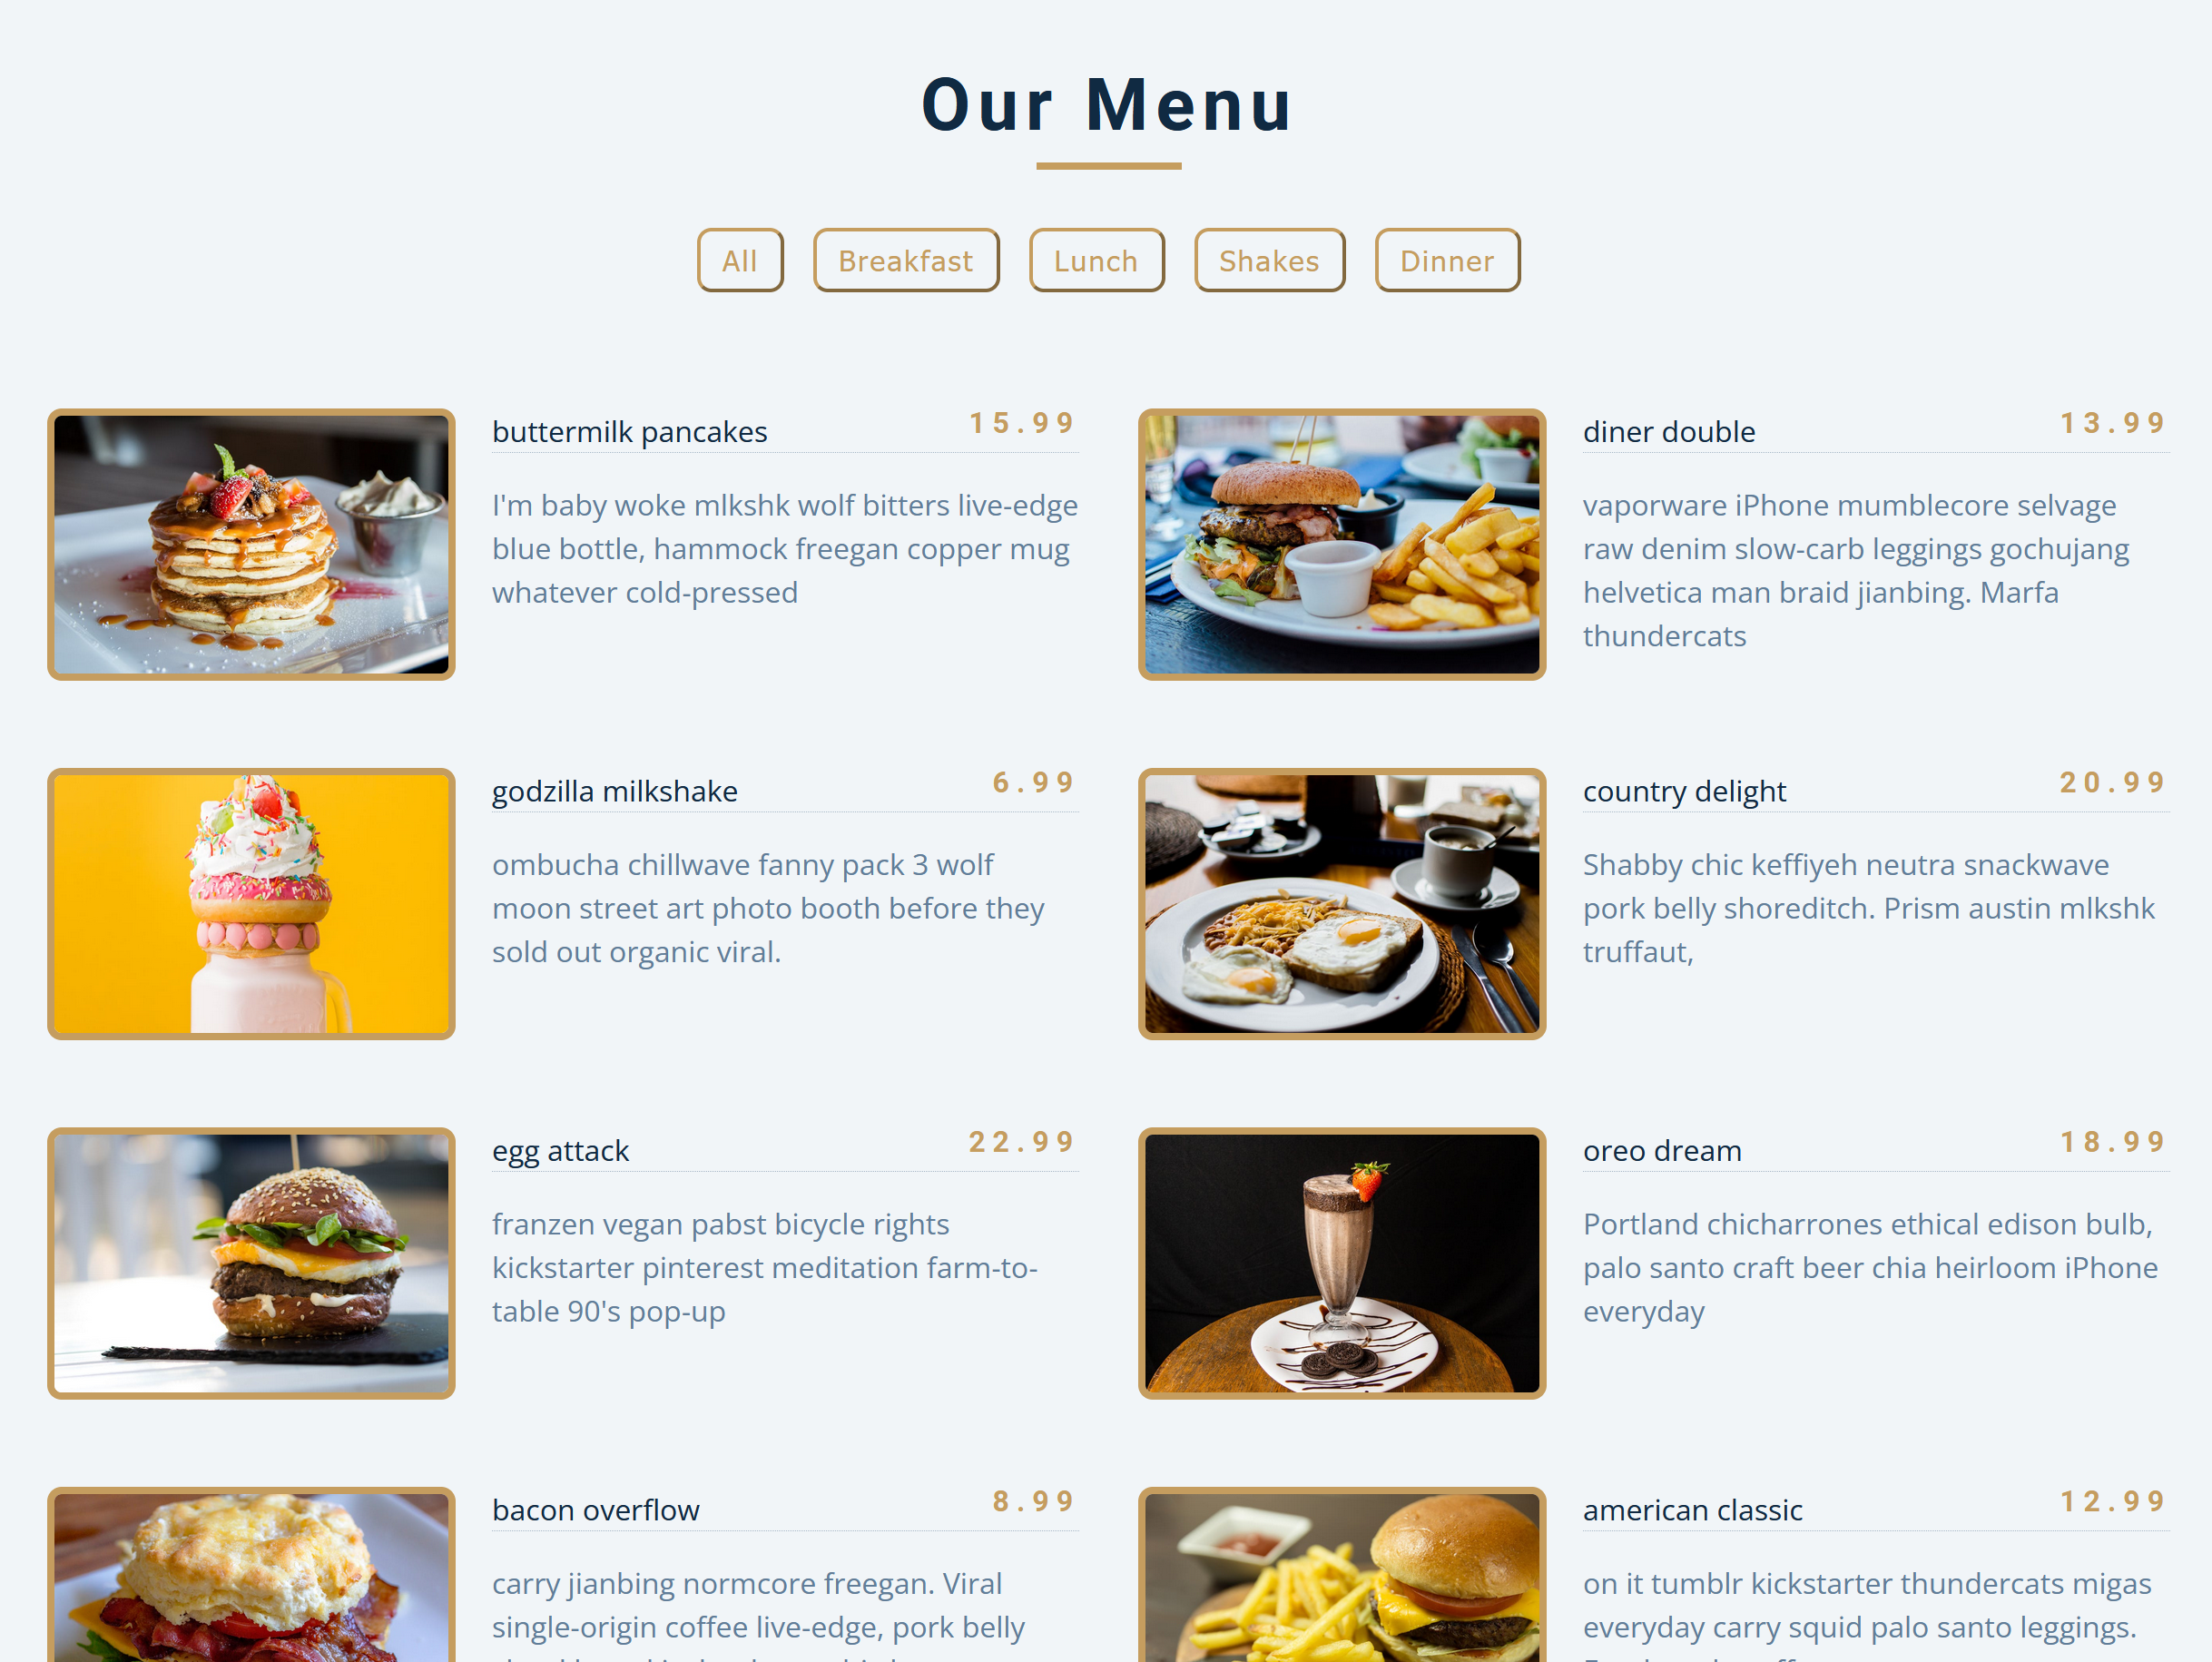 Our Menu
All
Breakfast
Lunch
Shakes
Dinner
buttermilk pancakes
15.99
I'm baby woke mlkshk wolf bitters live-edge
blue bottle, hammock freegan copper mug
whatever cold-pressed
diner double
13.99
vaporware iPhone mumblecore selvage
raw denim slow-carb leggings gochujang
helvetica man braid jianbing. Marfa
thundercats
godzilla milkshake
6.99
ombucha chillwave fanny pack 3 wolf
moon street art photo booth before they
sold out organic viral.
country delight
20.99
Shabby chic keffiyeh neutra snackwave
pork belly shoreditch. Prism austin mlkshk
truffaut,
egg attack
22.99
franzen vegan pabst bicycle rights
kickstarter pinterest meditation farm-to-
table 90's pop-up
oreo dream
18.99
Portland chicharrones ethical edison bulb,
palo santo craft beer chia heirloom iPhone
everyday
bacon overflow
8.99
carry jianbing normcore freegan. Viral
single-origin coffee live-edge, pork belly
american classic
12.99
on it tumblr kickstarter thundercats migas
everyday carry squid palo santo leggings.